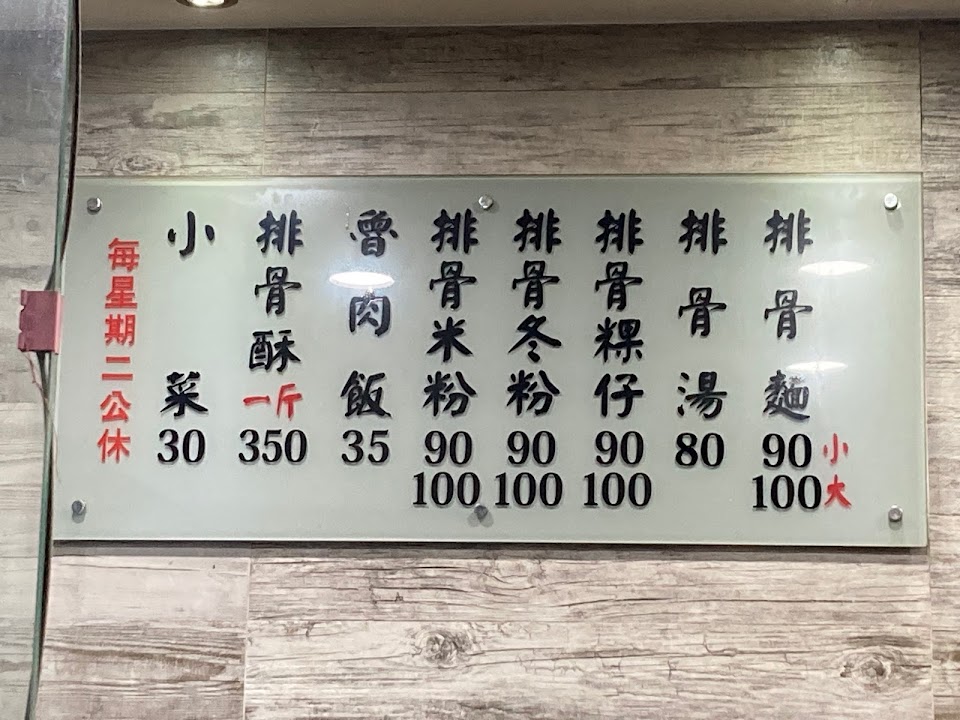 排骨麵 90 小 100 大
排骨湯 80
排骨粿仔 90 100
排骨冬粉 90 100
排骨米粉 90 100
魯肉飯 35
排骨酥一斤 350
小菜 30
每星期二公休